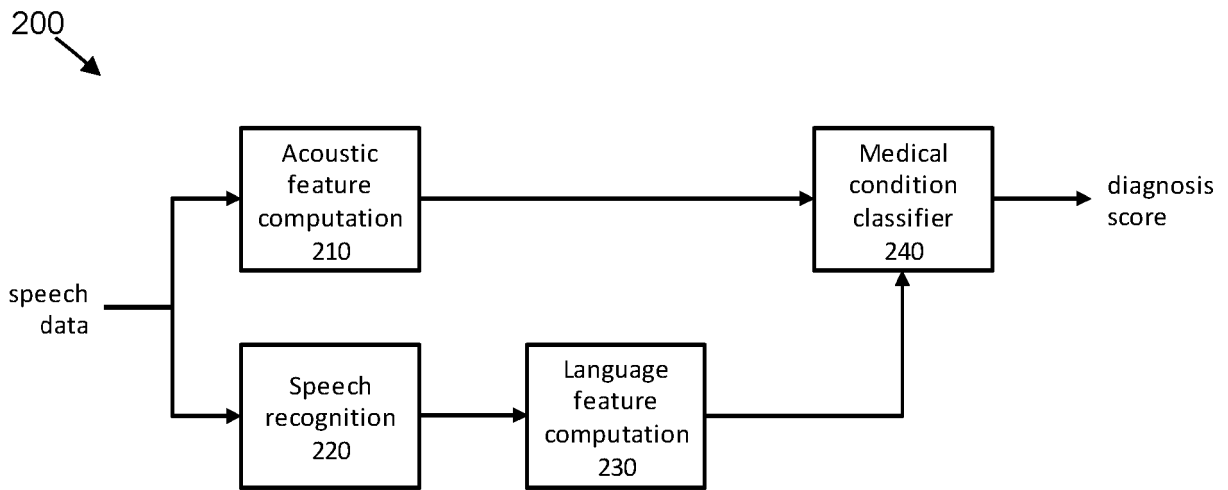 200
Acoustic
feature
computation
210
Medical
condition
classifier
240
diagnosis
score
speech
data
Speech
recognition
220
Language
feature
computation
230